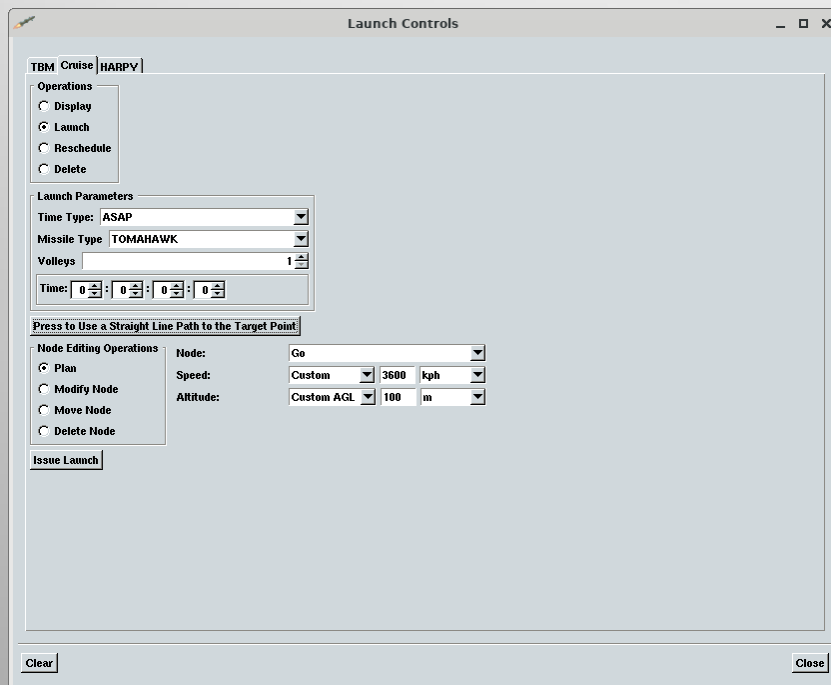 Launch Controls
TBM Cruise HARPY
Operations
Display
Launch
Reschedule
Delete
Launch Parameters
Time Type: ASAP
Missile Type TOMAHAWK
Volleys 1
Time: 0 : 0 : 0 : 0
Press to Use a Straight Line Path to the Target Point
Node Editing Operations
Plan
Modify Node
Move Node
Delete Node
Node: Go
Speed: Custom 3600 kph
Altitude: Custom AGL 100 m
Issue Launch
Clear Close